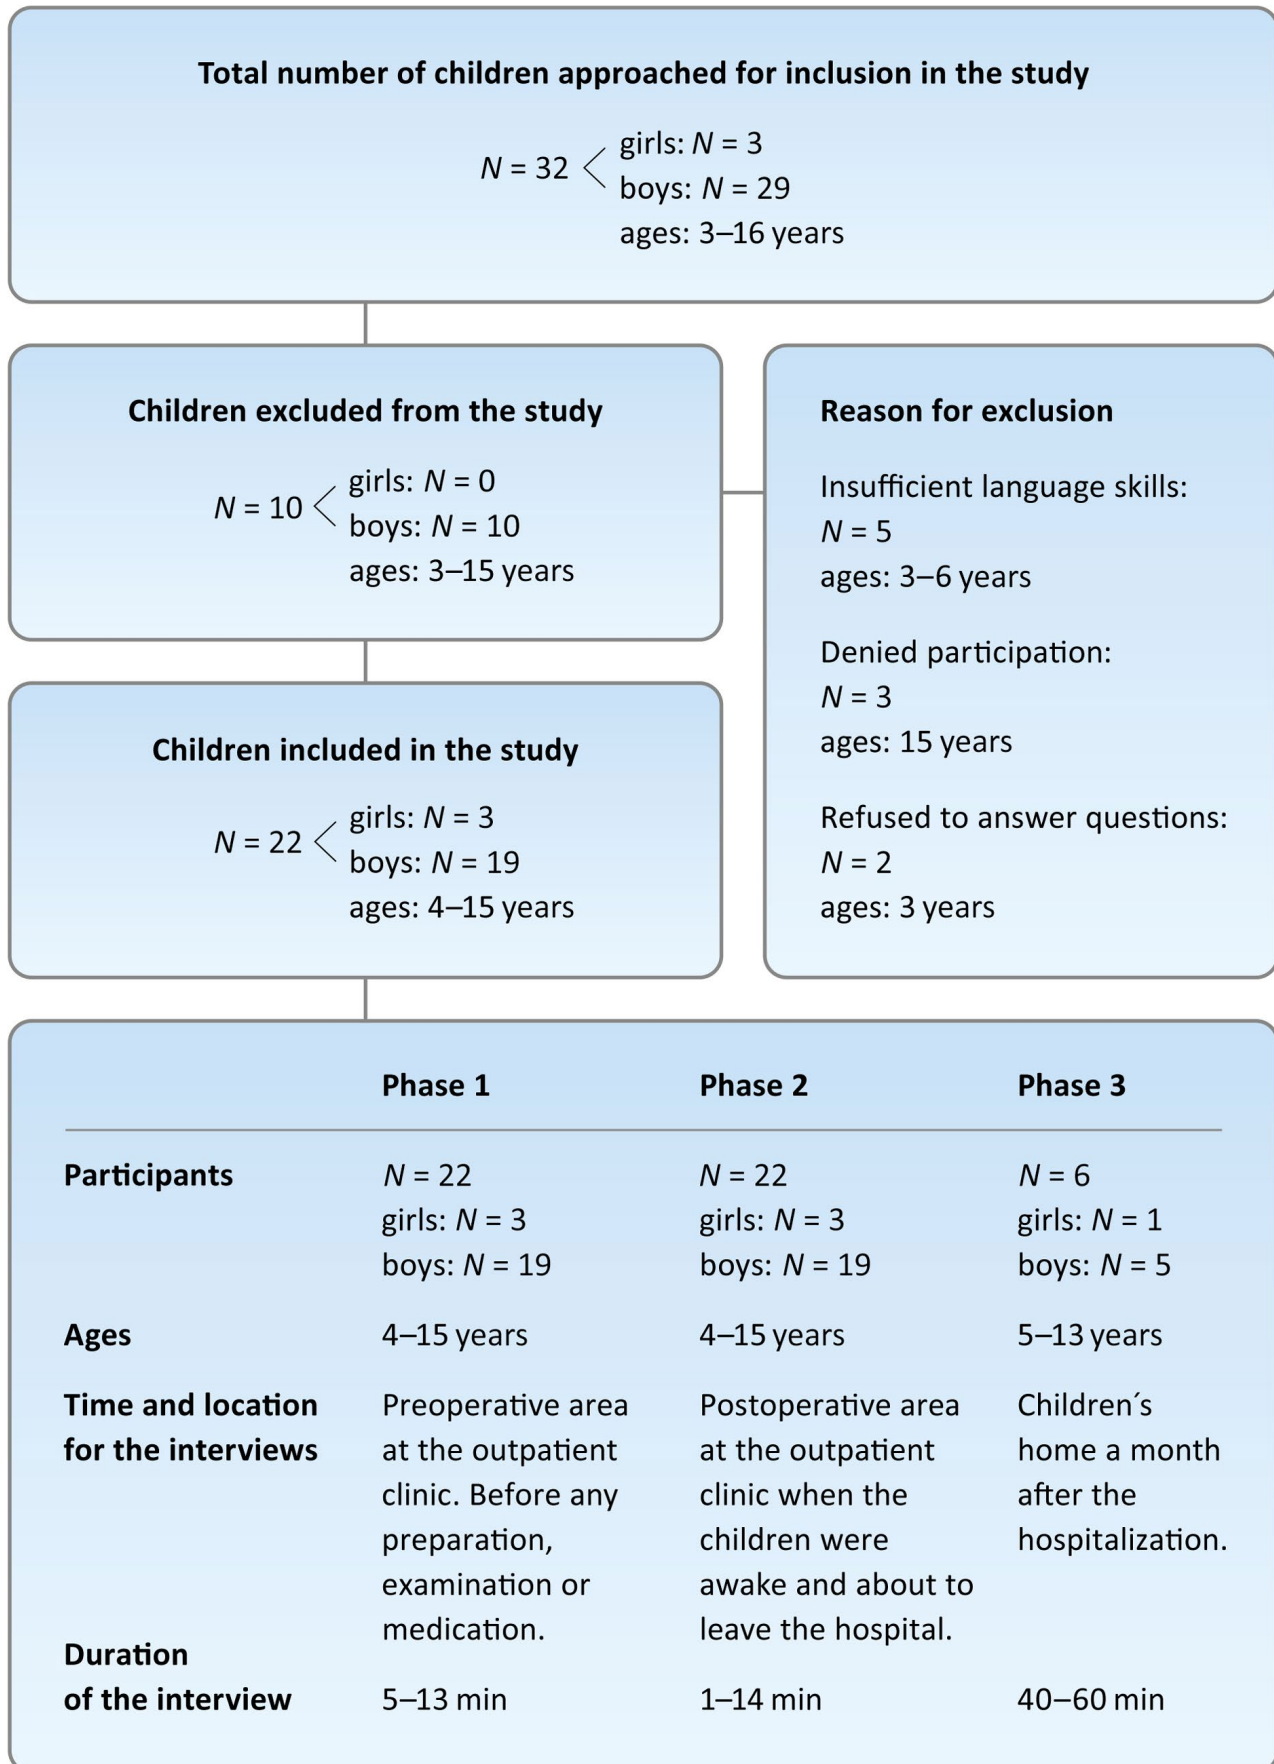 Total number of children approached for inclusion in the study
N = 32
girls: N = 3
boys: N = 29
ages: 3–16 years
Children excluded from the study
N = 10
girls: N = 0
boys: N = 10
ages: 3–15 years
Reason for exclusion
Insufficient language skills:
N = 5
ages: 3–6 years
Denied participation:
N = 3
ages: 15 years
Refused to answer questions:
N = 2
ages: 3 years
Children included in the study
N = 22
girls: N = 3
boys: N = 19
ages: 4–15 years
Phase 1 Phase 2 Phase 3
Participants N = 22 N = 22 N = 6
girls: N = 3 girls: N = 3 girls: N = 1
boys: N = 19 boys: N = 19 boys: N = 5
Ages 4–15 years 4–15 years 5–13 years
Time and location Preoperative area Postoperative area Children´s
for the interviews at the outpatient at the outpatient home a month
clinic. Before any clinic when the after the
preparation, children were hospitalization.
examination or awake and about to
medication. leave the hospital.
Duration
of the interview 5–13 min 1–14 min 40–60 min